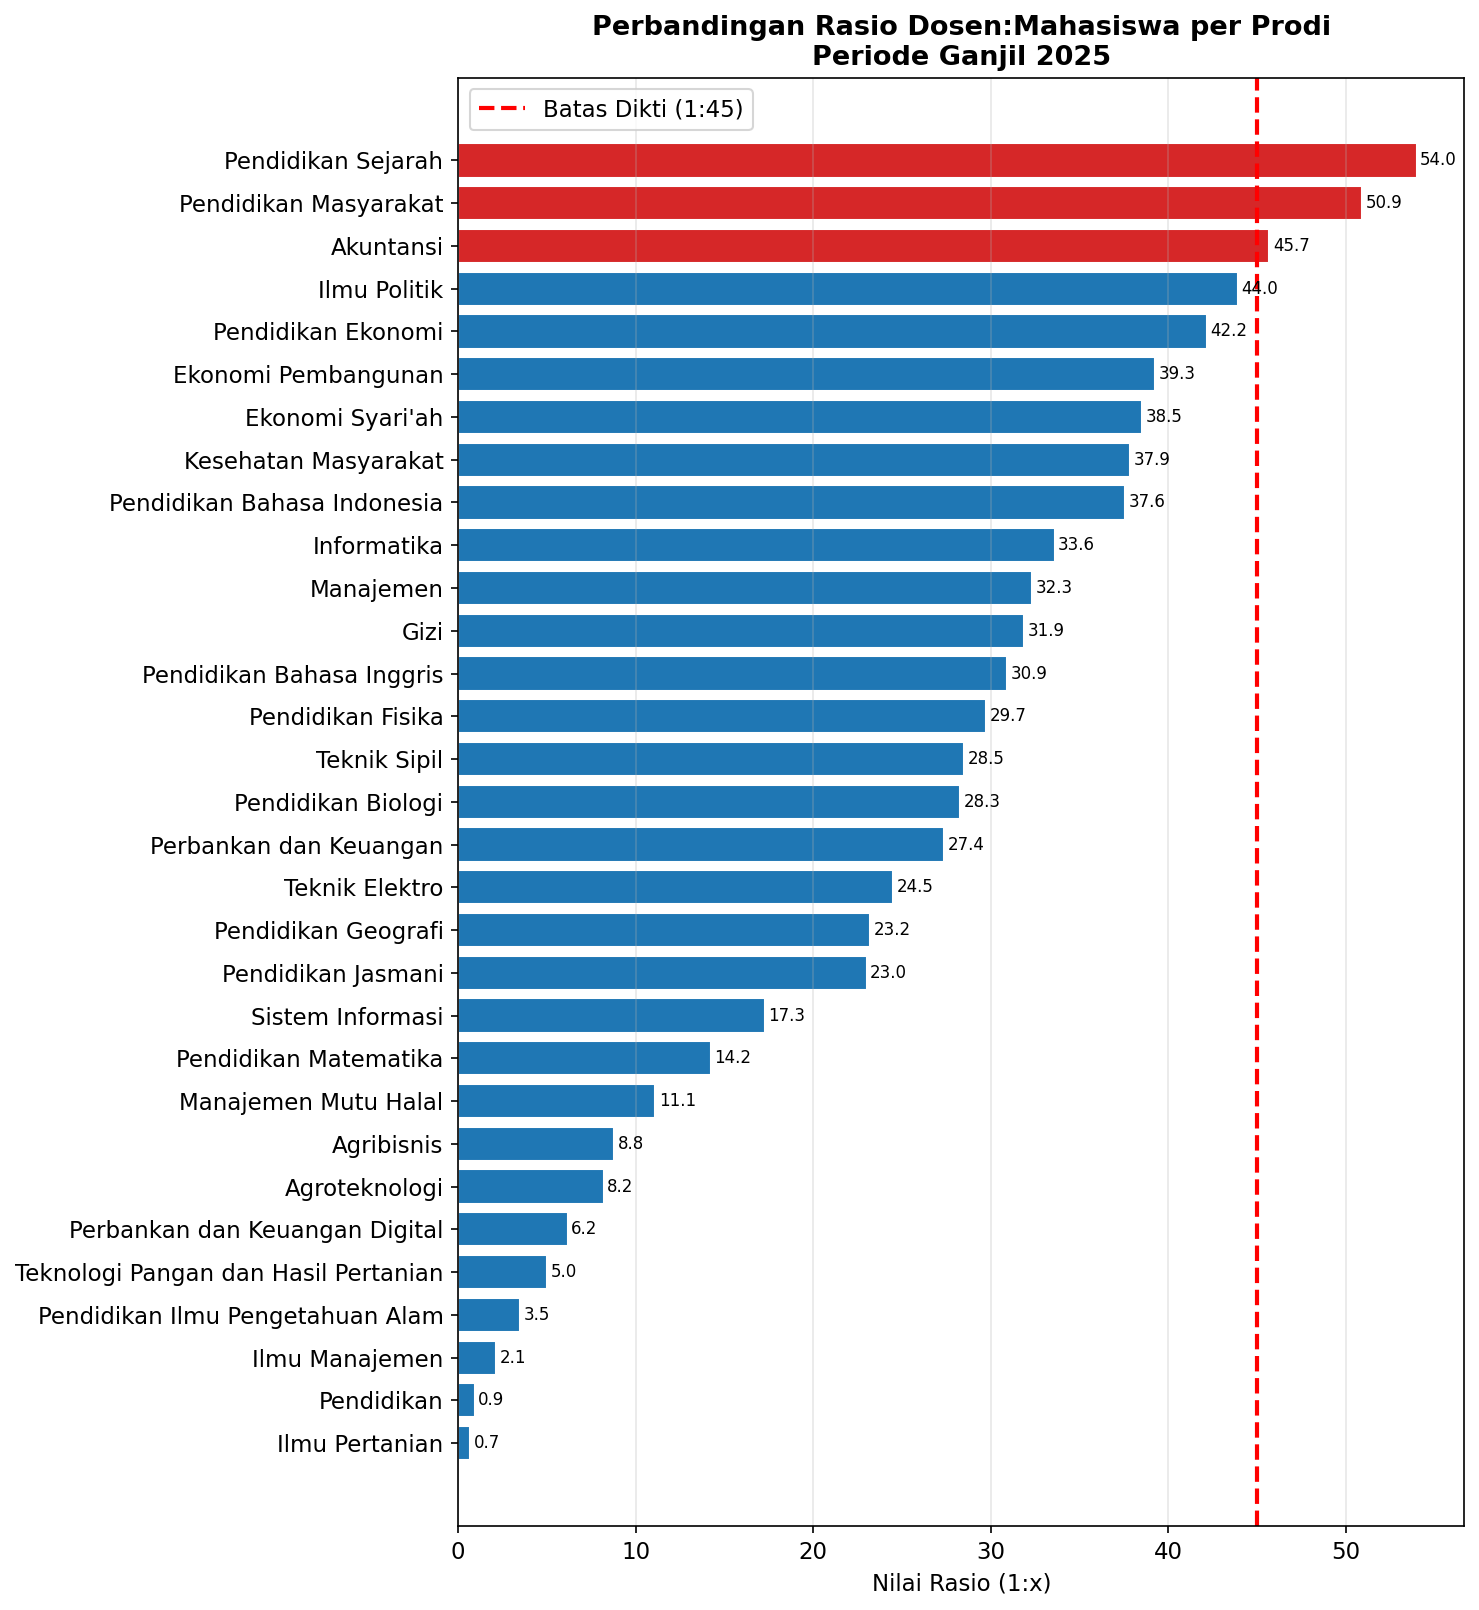 Perbandingan Rasio Dosen:Mahasiswa per Prodi
Periode Ganjil 2025
Batas Dikti (1:45)
Pendidikan Sejarah 54.0
Pendidikan Masyarakat 50.9
Akuntansi 45.7
Ilmu Politik 44.0
Pendidikan Ekonomi 42.2
Ekonomi Pembangunan 39.3
Ekonomi Syari'ah 38.5
Kesehatan Masyarakat 37.9
Pendidikan Bahasa Indonesia 37.6
Informatika 33.6
Manajemen 32.3
Gizi 31.9
Pendidikan Bahasa Inggris 30.9
Pendidikan Fisika 29.7
Teknik Sipil 28.5
Pendidikan Biologi 28.3
Perbankan dan Keuangan 27.4
Teknik Elektro 24.5
Pendidikan Geografi 23.2
Pendidikan Jasmani 23.0
Sistem Informasi 17.3
Pendidikan Matematika 14.2
Manajemen Mutu Halal 11.1
Agribisnis 8.8
Agroteknologi 8.2
Perbankan dan Keuangan Digital 6.2
Teknologi Pangan dan Hasil Pertanian 5.0
Pendidikan Ilmu Pengetahuan Alam 3.5
Ilmu Manajemen 2.1
Pendidikan 0.9
Ilmu Pertanian 0.7
0 10 20 30 40 50
Nilai Rasio (1:x)